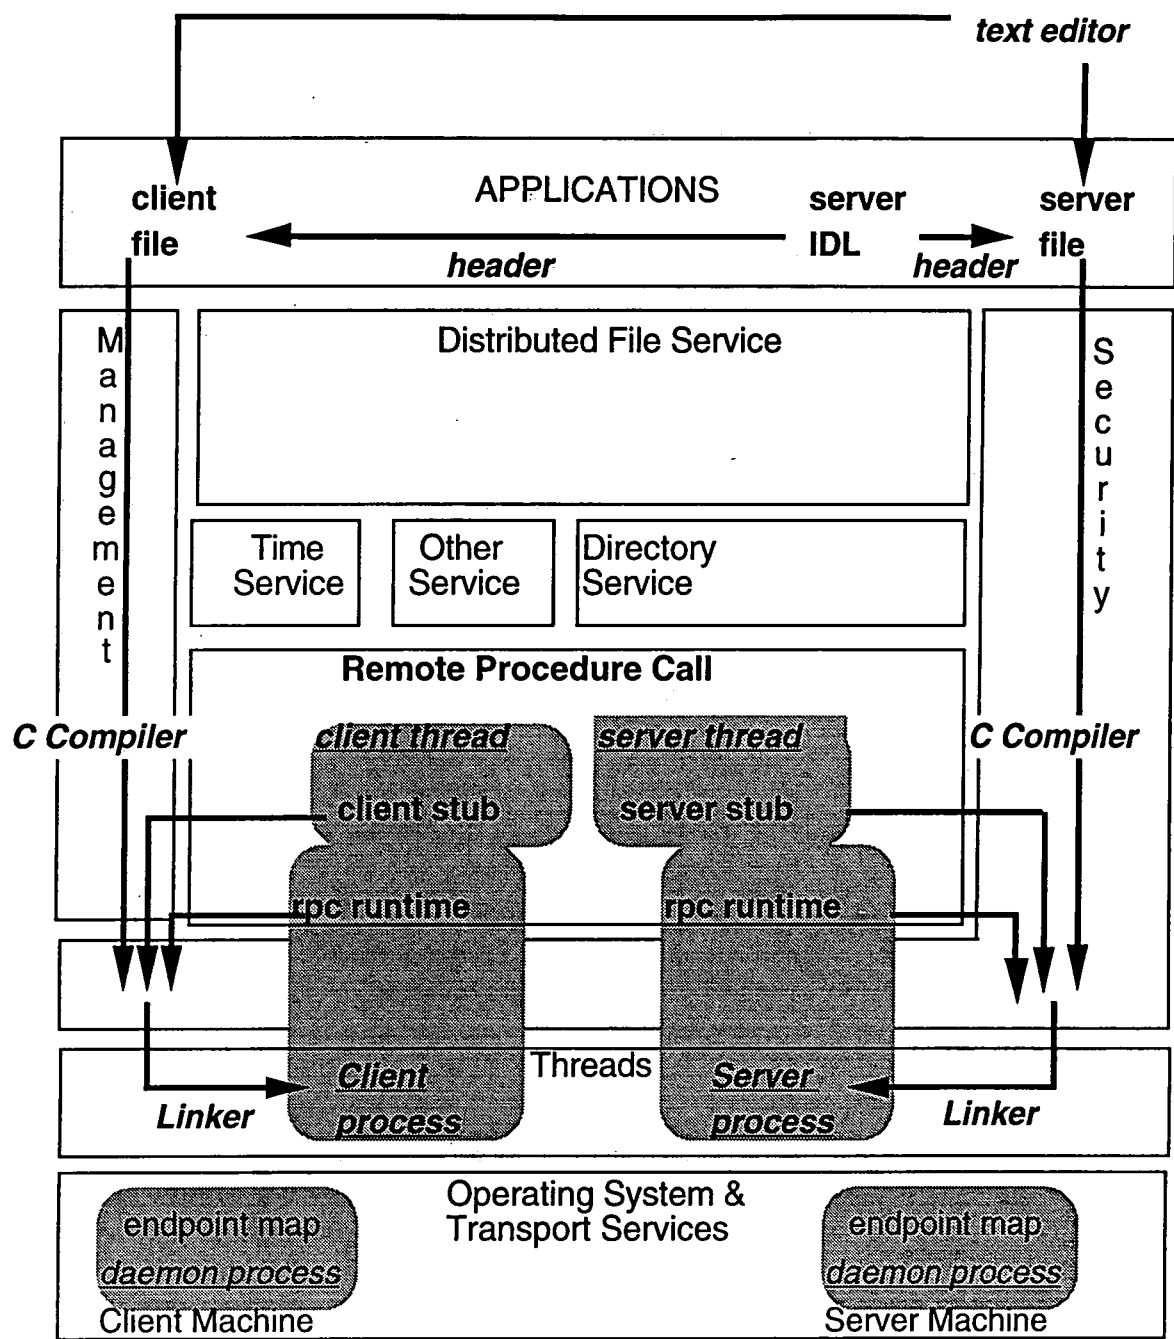 text editor
client
file
APPLICATIONS
server
IDL
server
file
header
header
Management
Distributed File Service
Security
Time
Service
Other
Service
Directory
Service
Remote Procedure Call
C Compiler
client thread
server thread
C Compiler
client stub
server stub
rpc runtime
rpc runtime
Threads
Client
process
Server
process
Linker
Linker
Operating System &
Transport Services
endpoint map
daemon process
Client Machine
endpoint map
daemon process
Server Machine